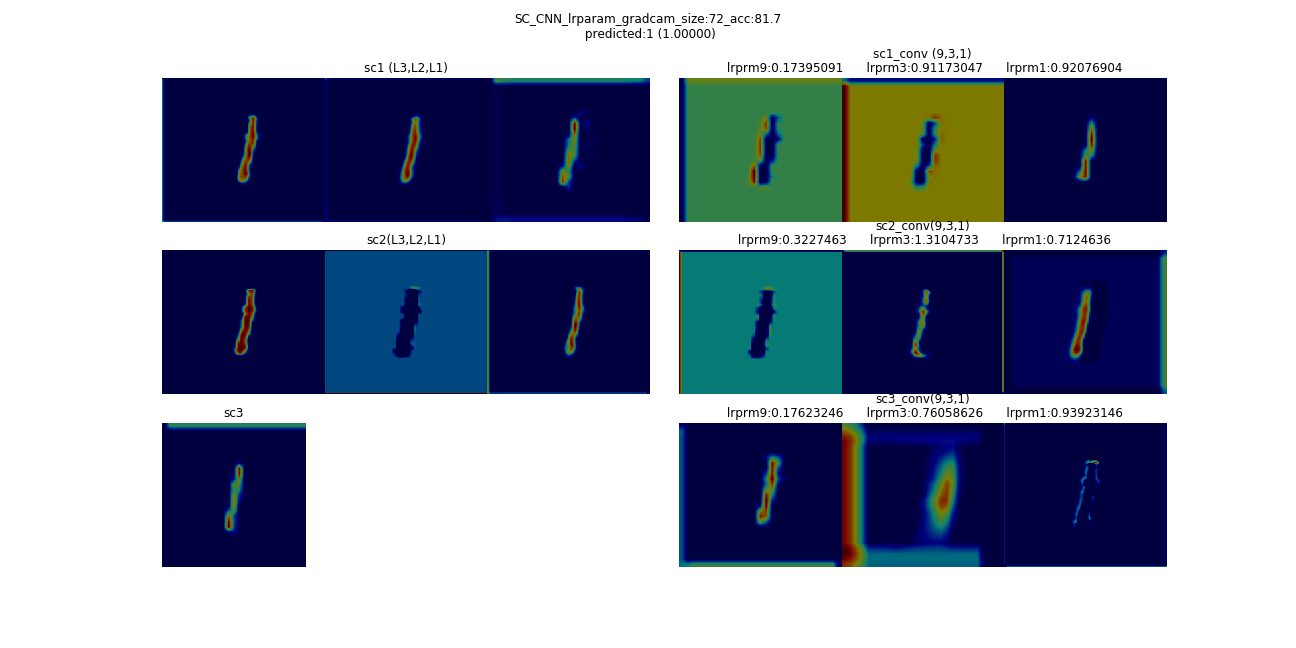 SC_CNN_lrparam_gradcam_size:72_acc:81.7
predicted:1 (1.00000)
sc1 (L3,L2,L1)
sc1_conv (9,3,1)
lrprm9:0.17395091 lrprm3:0.91173047 lrprm1:0.92076904
sc2(L3,L2,L1)
sc2_conv(9,3,1)
lrprm9:0.3227463 lrprm3:1.3104733 lrprm1:0.7124636
sc3
sc3_conv(9,3,1)
lrprm9:0.17623246 lrprm3:0.76058626 lrprm1:0.93923146